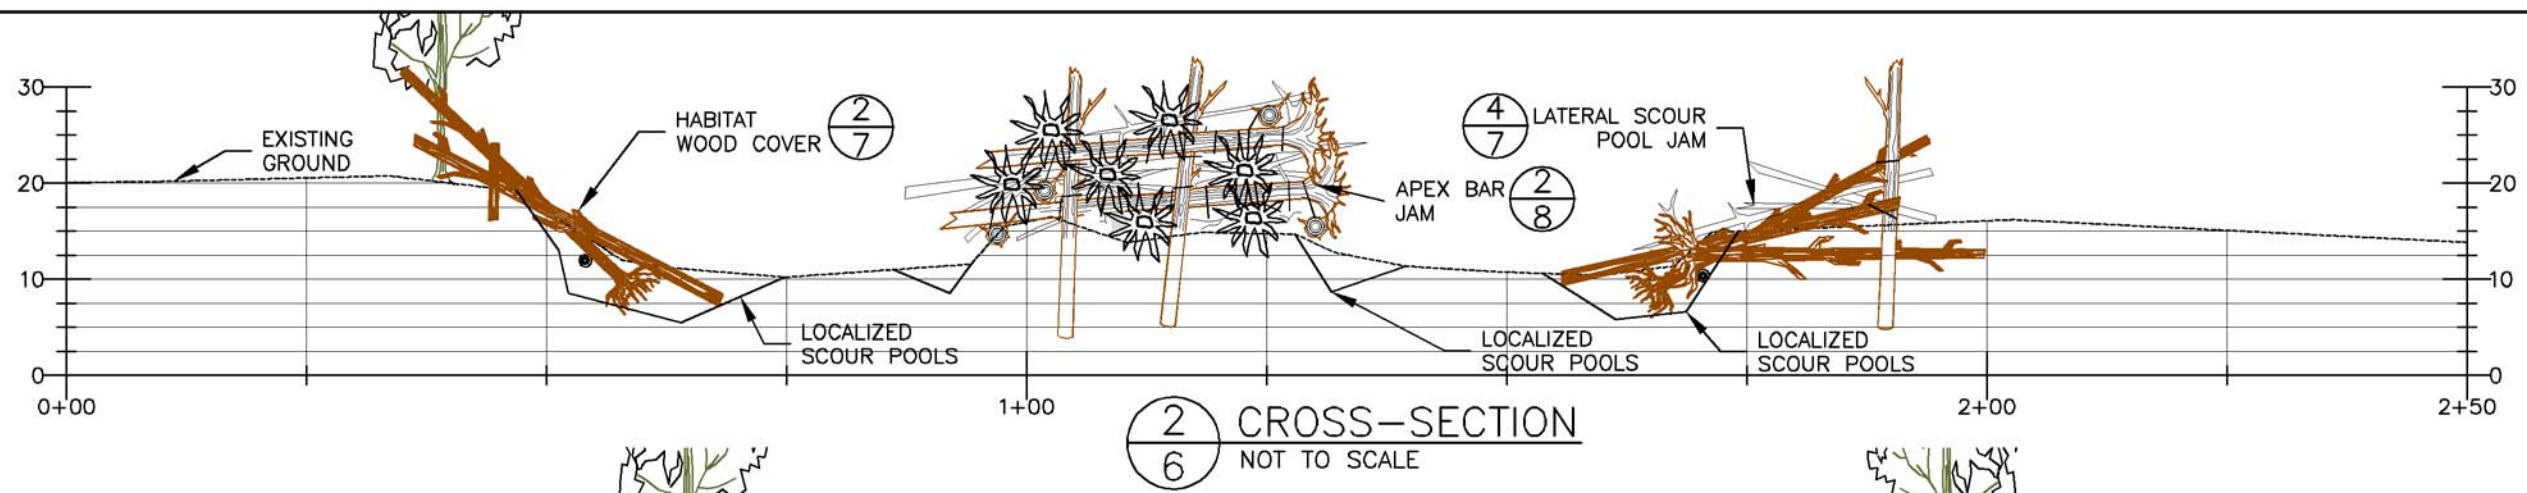 30
20
10
0
EXISTING
GROUND
HABITAT
WOOD COVER
2
7
LOCALIZED
SCOUR POOLS
APEX BAR
JAM
2
8
4
7
LATERAL SCOUR
POOL JAM
LOCALIZED
SCOUR POOLS
LOCALIZED
SCOUR POOLS
30
20
10
0
0+00
1+00
2+00
2+50
2
6
CROSS-SECTION
NOT TO SCALE